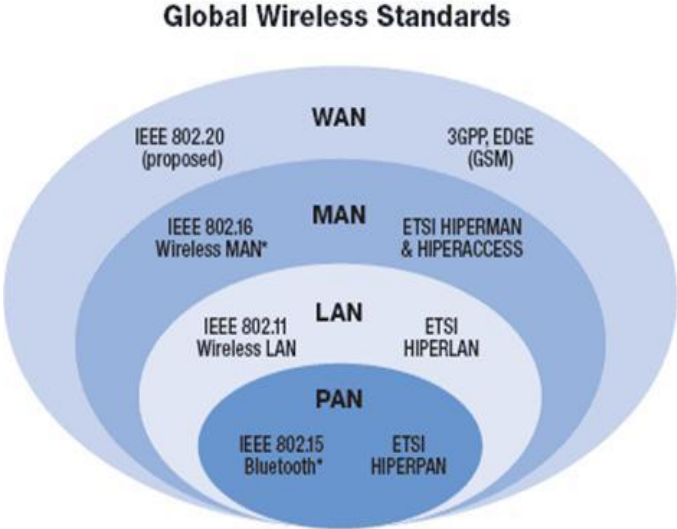 Global Wireless Standards
WAN
IEEE 802.20
(proposed)
3GPP, EDGE
(GSM)
MAN
IEEE 802.16
Wireless MAN*
ETSI HIPERMAN
& HIPERACCESS
LAN
IEEE 802.11
Wireless LAN
ETSI
HIPERLAN
PAN
IEEE 802.15
Bluetooth*
ETSI
HIPERPAN